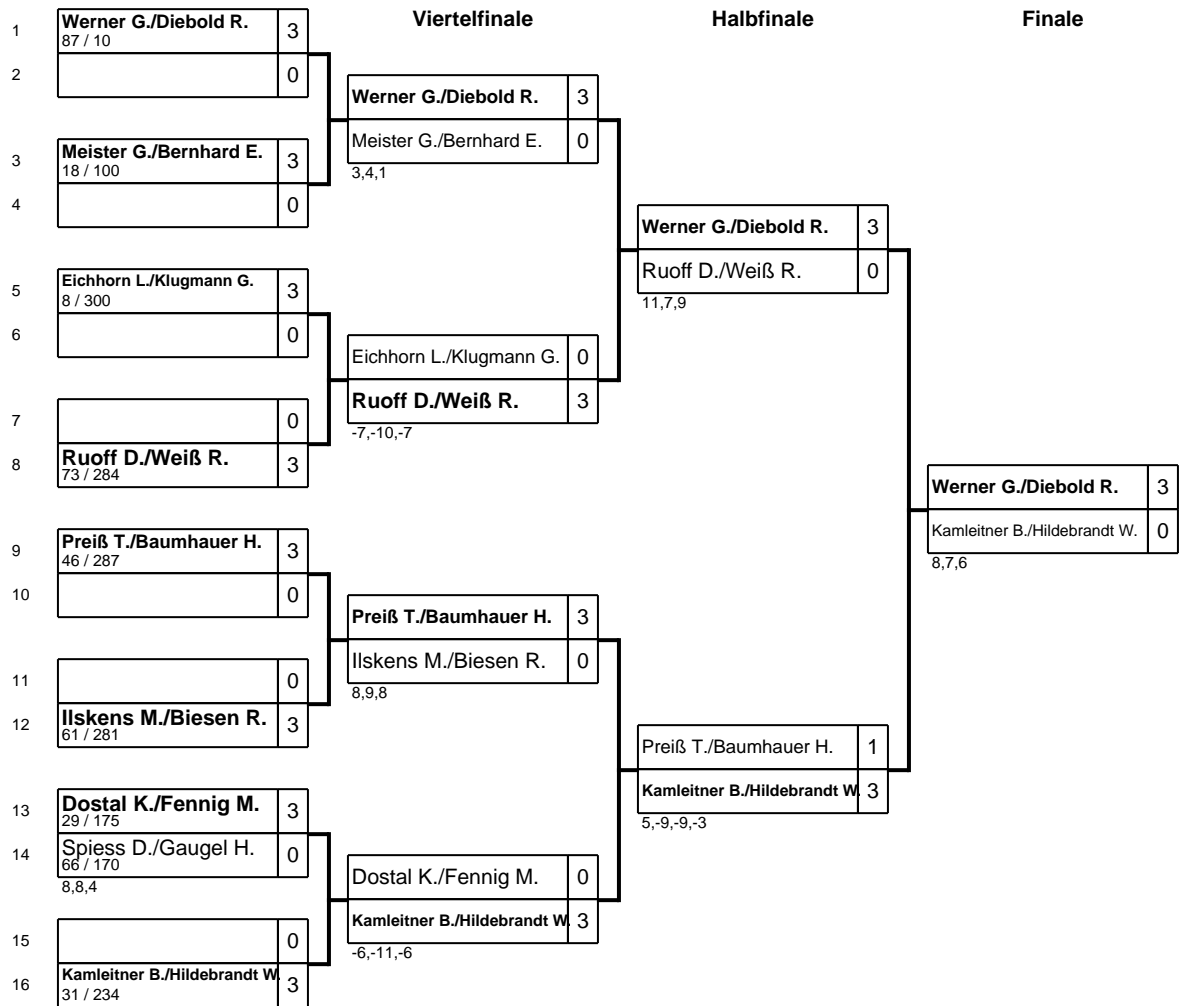 Viertelfinale
Halbfinale
Finale
1
Werner G./Diebold R.
3
87 / 10
2
0
3
Meister G./Bernhard E.
3
18 / 100
4
0
5
Eichhorn L./Klugmann G.
3
8 / 300
6
0
7
0
8
Ruoff D./Weiß R.
3
73 / 284
9
Preiß T./Baumhauer H.
3
46 / 287
10
0
11
0
12
Ilskens M./Biesen R.
3
61 / 281
13
Dostal K./Fennig M.
3
29 / 175
14
Spiess D./Gaugel H.
0
66 / 170
8,8,4
15
0
16
Kamleitner B./Hildebrandt W.
3
31 / 234
Werner G./Diebold R.
3
Meister G./Bernhard E.
0
3,4,1
Eichhorn L./Klugmann G.
0
Ruoff D./Weiß R.
3
-7,-10,-7
Preiß T./Baumhauer H.
3
Ilskens M./Biesen R.
0
8,9,8
Dostal K./Fennig M.
0
Kamleitner B./Hildebrandt W.
3
-6,-11,-6
Werner G./Diebold R.
3
Ruoff D./Weiß R.
0
11,7,9
Preiß T./Baumhauer H.
1
Kamleitner B./Hildebrandt W.
3
5,-9,-9,-3
Werner G./Diebold R.
3
Kamleitner B./Hildebrandt W.
0
8,7,6